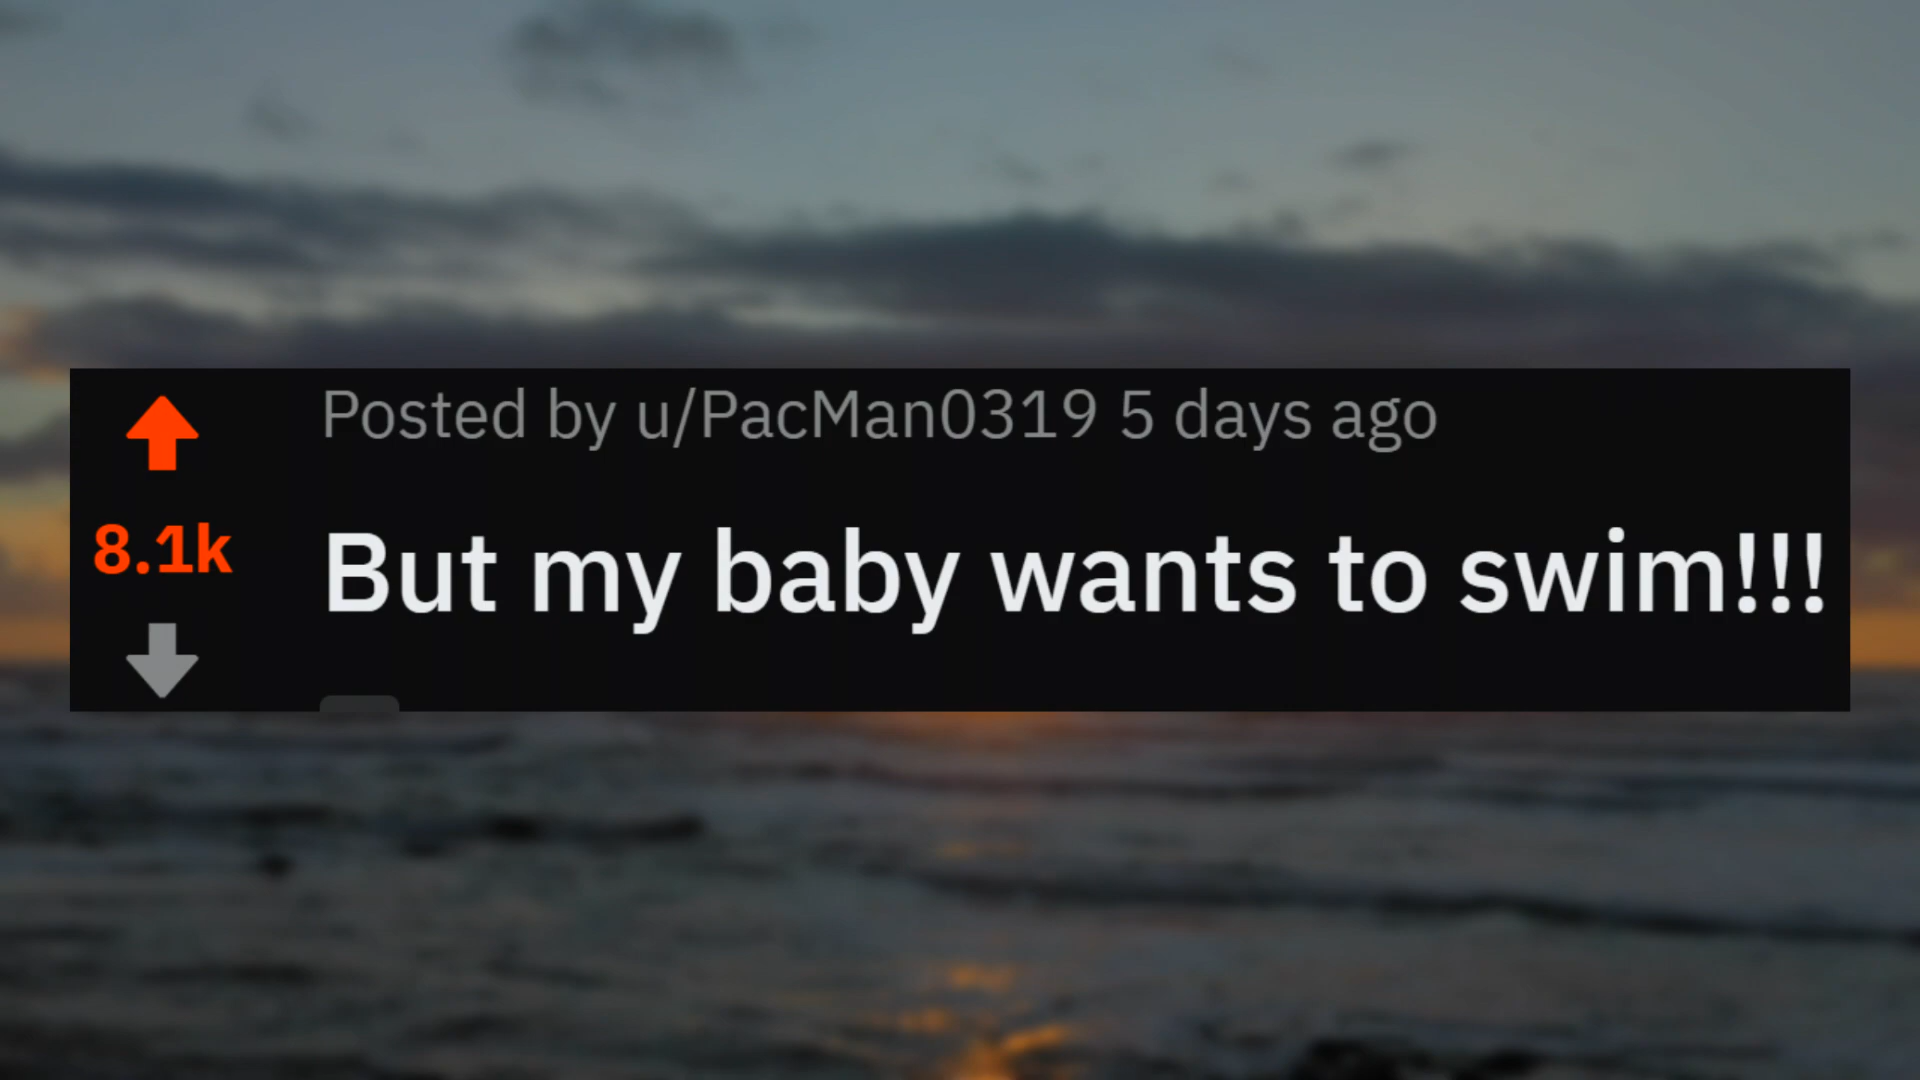 Posted by u/PacMan0319 5 days ago
8.1k
But my baby wants to swim!!!